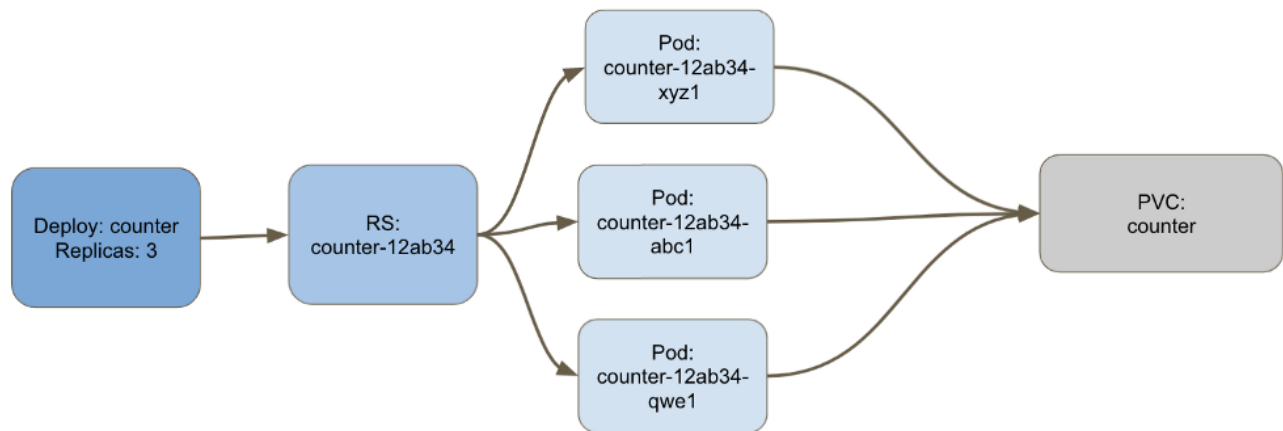 Deploy: counter
Replicas: 3
RS:
counter-12ab34
Pod:
counter-12ab34-
xyz1
Pod:
counter-12ab34-
abc1
Pod:
counter-12ab34-
qwe1
PVC:
counter